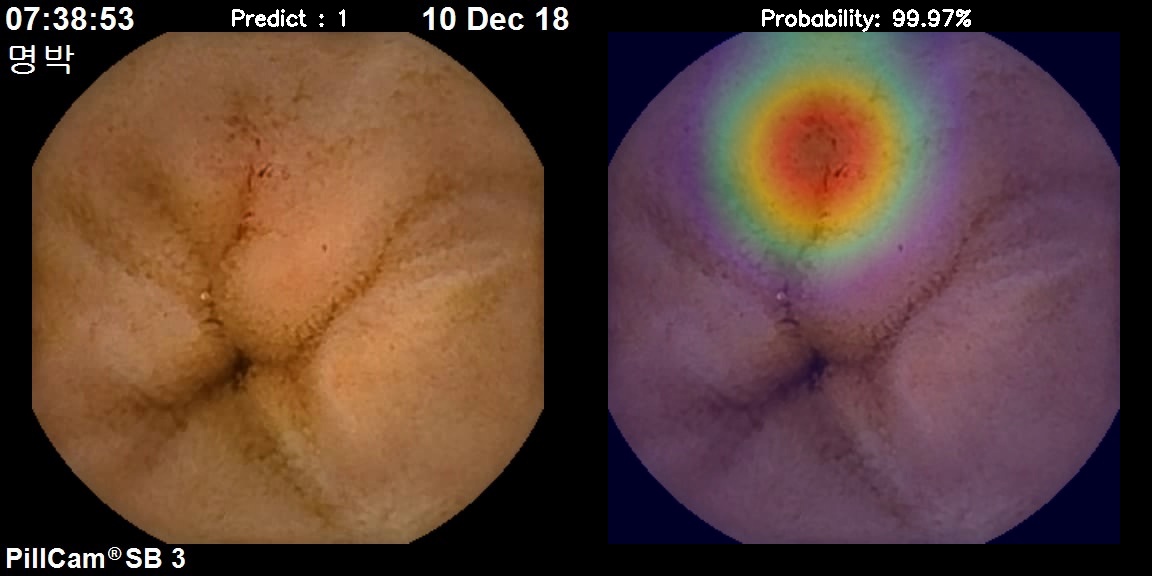 07:38:53
Predict : 1
10 Dec 18
Probability: 99.97%
명박
PillCam® SB 3